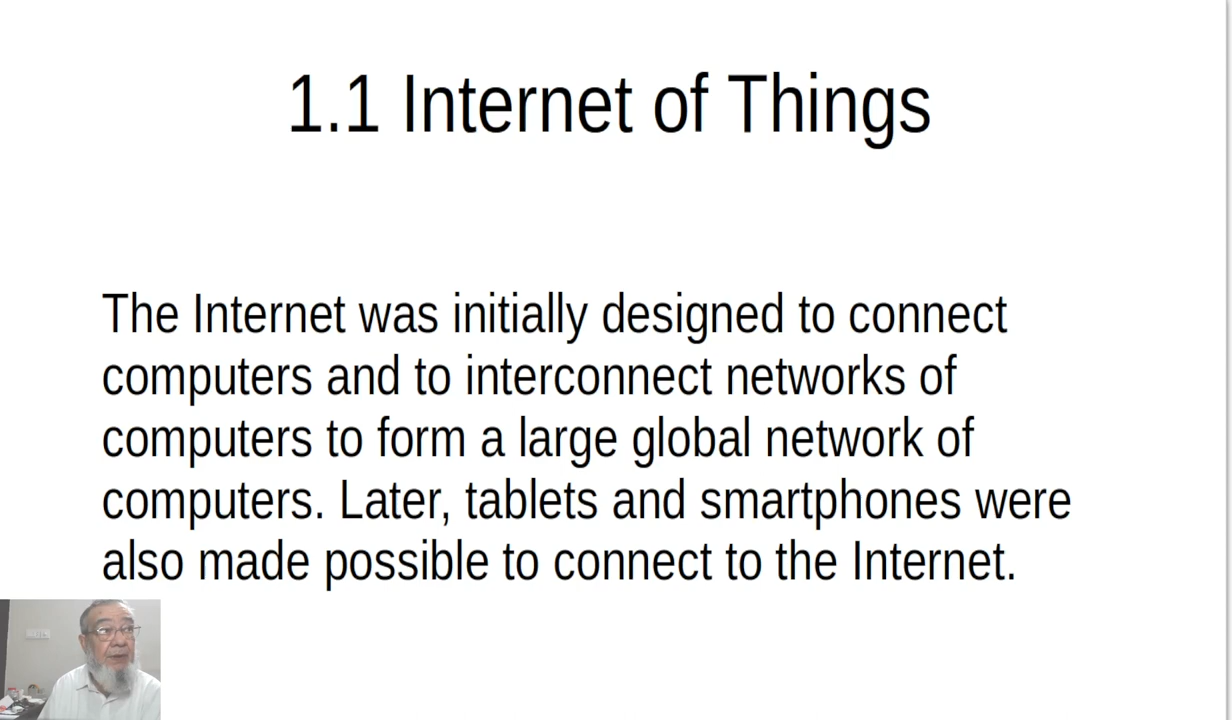 1.1 Internet of Things
The Internet was initially designed to connect
computers and to interconnect networks of
computers to form a large global network of
computers. Later, tablets and smartphones were
also made possible to connect to the Internet.